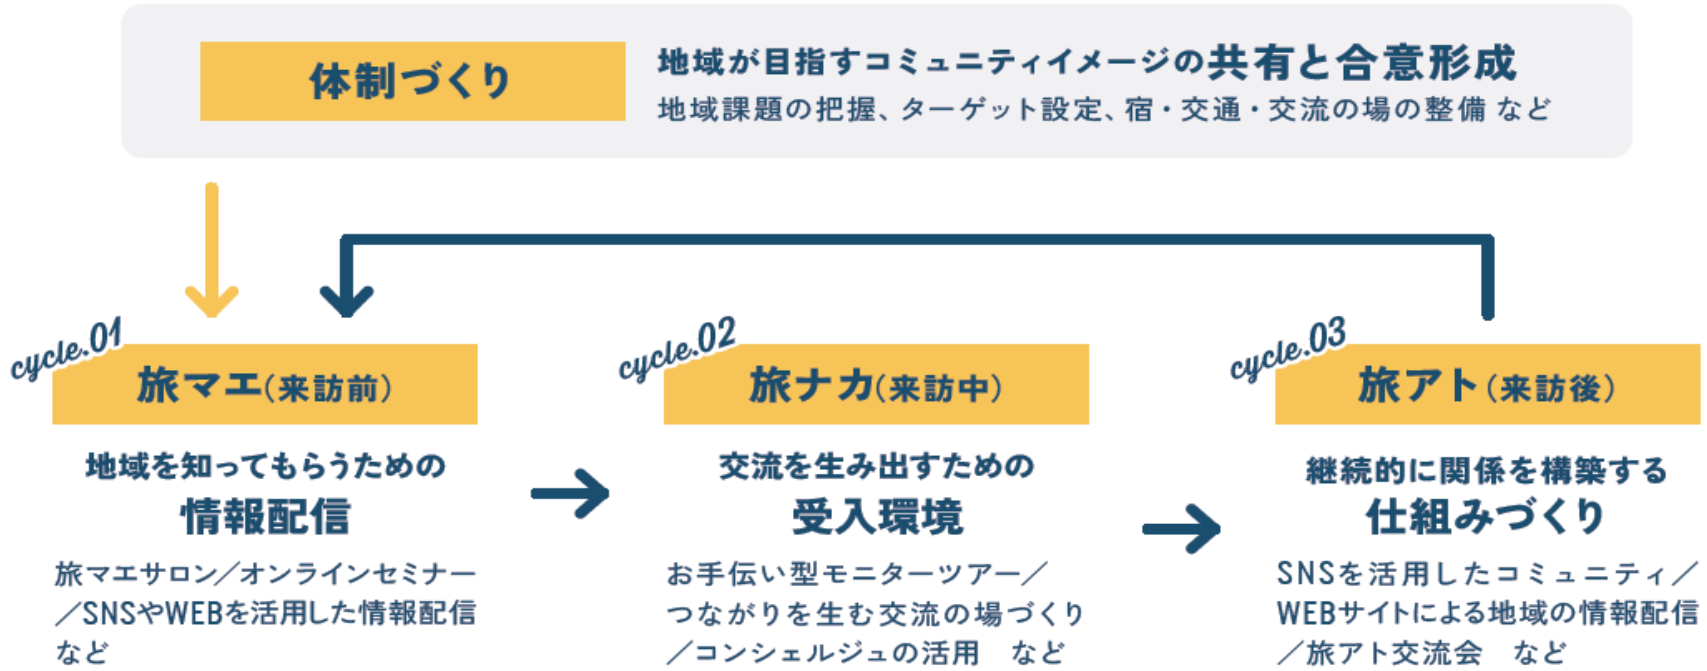 体制づくり
地域が目指すコミュニティイメージの共有と合意形成
地域課題の把握、ターゲット設定、宿・交通・交流の場の整備 など
cycle.01
旅マエ(来訪前)
地域を知ってもらうための
情報配信
旅マエサロン／オンラインセミナー
／SNSやWEBを活用した情報配信
など
cycle.02
旅ナカ(来訪中)
交流を生み出すための
受入環境
お手伝い型モニターツアー／
つながりを生む交流の場づくり
／コンシェルジュの活用　など
cycle.03
旅アト(来訪後)
継続的に関係を構築する
仕組みづくり
SNSを活用したコミュニティ／
WEBサイトによる地域の情報配信
／旅アト交流会　など